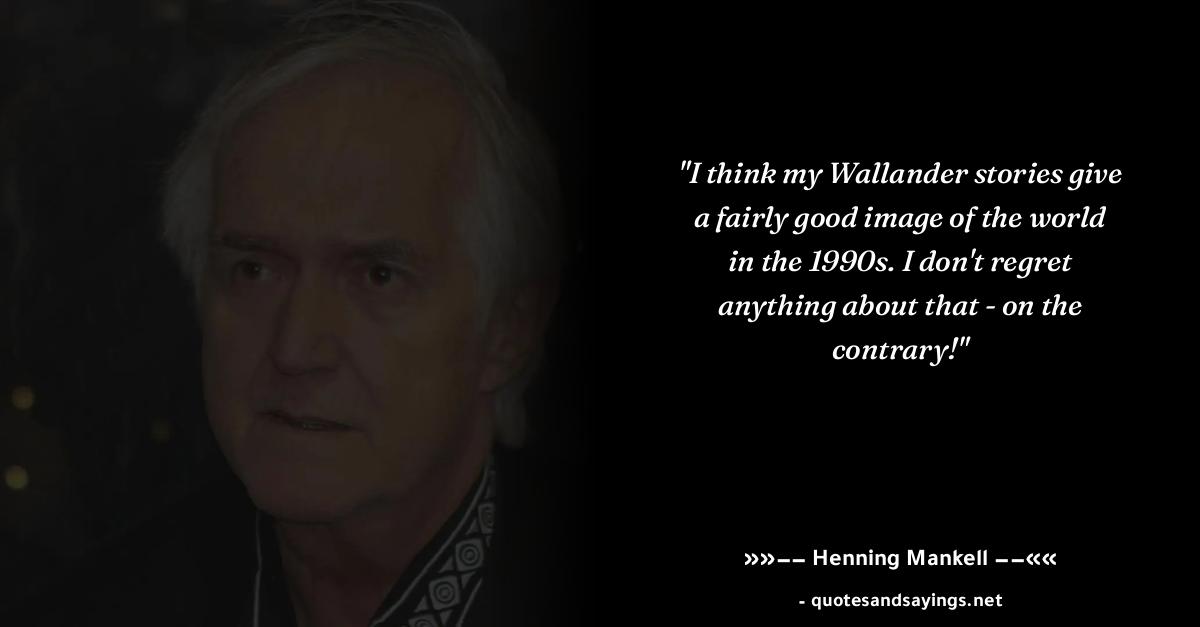 "I think my Wallander stories give
a fairly good image of the world
in the 1990s. I don't regret
anything about that - on the
contrary!"
»»−− Henning Mankell −−««
- quotesandsayings.net